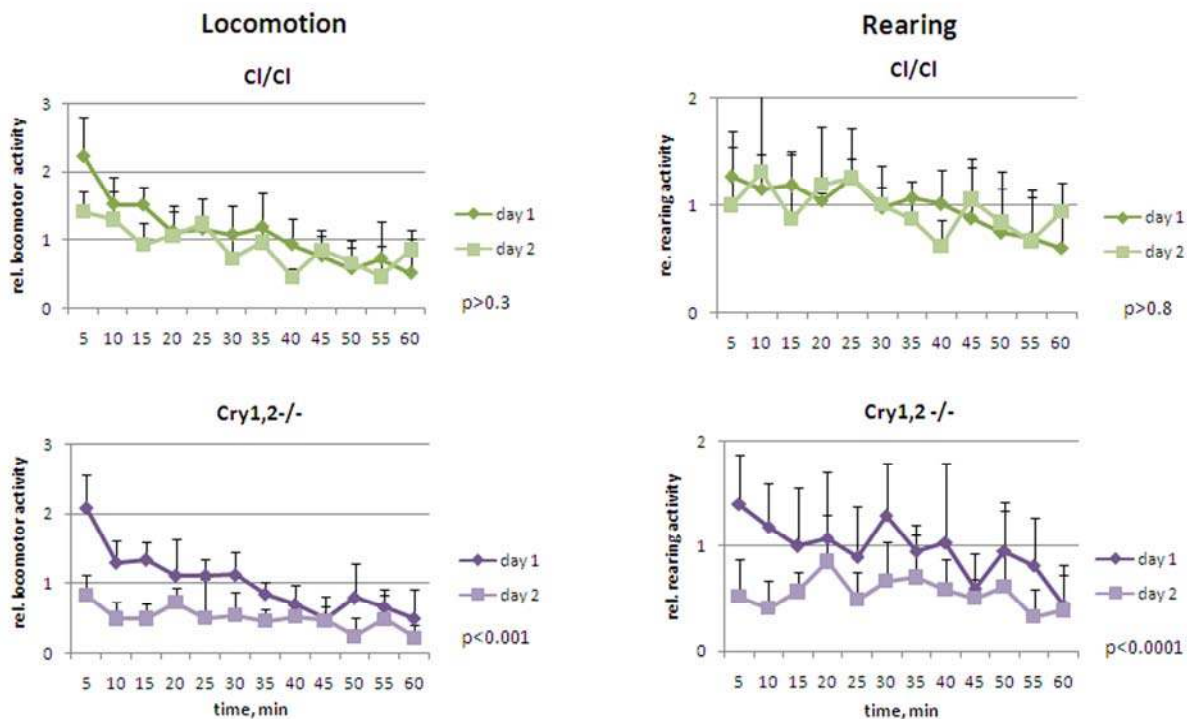 Locomotion
Cl/Cl
rel. locomotor activity
3
2
1
0
5 10 15 20 25 30 35 40 45 50 55 60
day 1
day 2
p>0.3
Rearing
Cl/Cl
re. rearing activity
2
1
0
5 10 15 20 25 30 35 40 45 50 55 60
day 1
day 2
p>0.8
Cry1,2-/-
rel. locomotor activity
3
2
1
0
5 10 15 20 25 30 35 40 45 50 55 60
time, min
day 1
day 2
p<0.001
Cry1,2 -/-
rel. rearing activity
2
1
0
5 10 15 20 25 30 35 40 45 50 55 60
time, min
day 1
day 2
p<0.0001